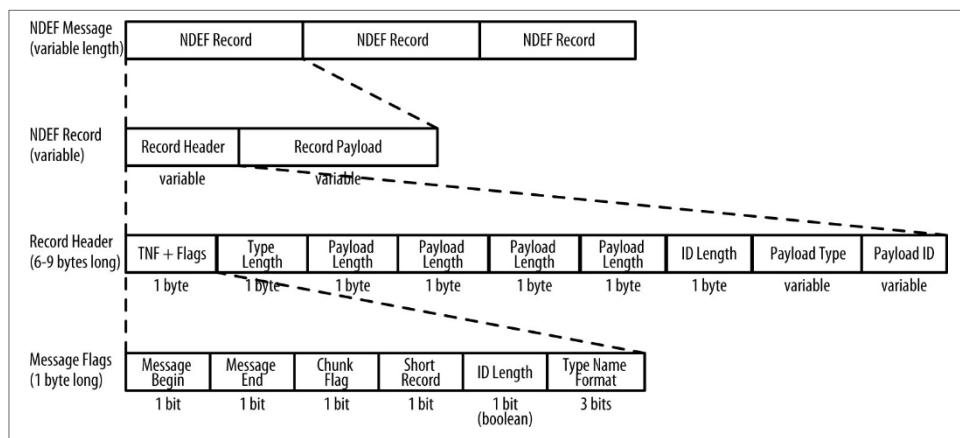 NDEF Message
(variable length)
NDEF Record
NDEF Record
NDEF Record
NDEF Record
(variable)
Record Header
Record Payload
variable
variable
Record Header
(6-9 bytes long)
TNF + Flags
Type
Length
Payload
Length
Payload
Length
Payload
Length
Payload
Length
ID Length
Payload Type
Payload ID
1 byte
1 byte
1 byte
1 byte
1 byte
1 byte
1 byte
variable
variable
Message Flags
(1 byte long)
Message
Begin
Message
End
Chunk
Flag
Short
Record
ID Length
Type Name
Format
1 bit
1 bit
1 bit
1 bit
1 bit
(boolean)
3 bits